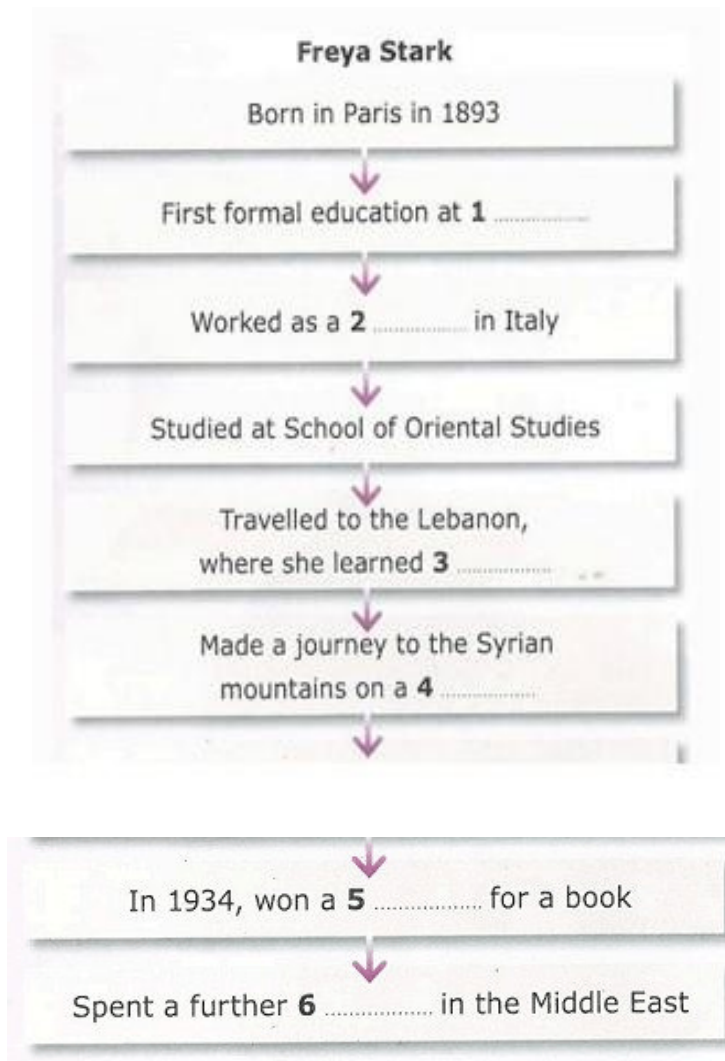 Freya Stark
Born in Paris in 1893
First formal education at 1 ....................
Worked as a 2 .................... in Italy
Studied at School of Oriental Studies
Travelled to the Lebanon,
where she learned 3 ....................
Made a journey to the Syrian
mountains on a 4 ....................
In 1934, won a 5 .................... for a book
Spent a further 6 .................... in the Middle East